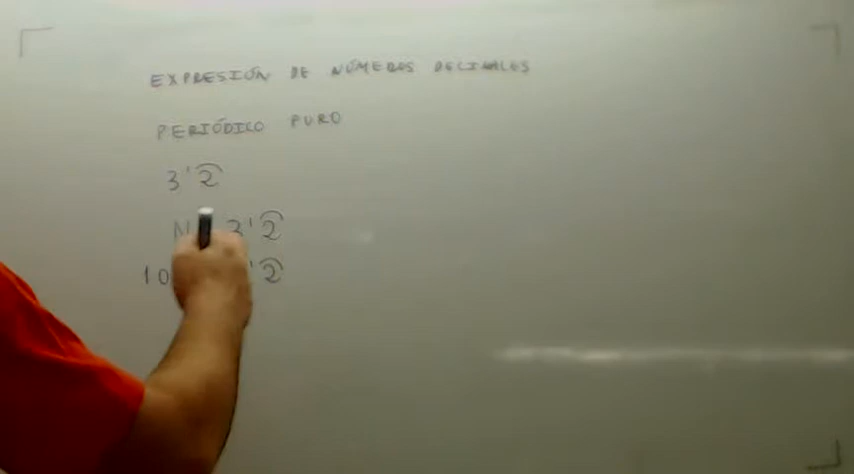 EXPRESIÓN DE NÚMEROS DECIMALES
PERIÓDICO PURO
3'2͡
N 3'2͡
10 '2͡